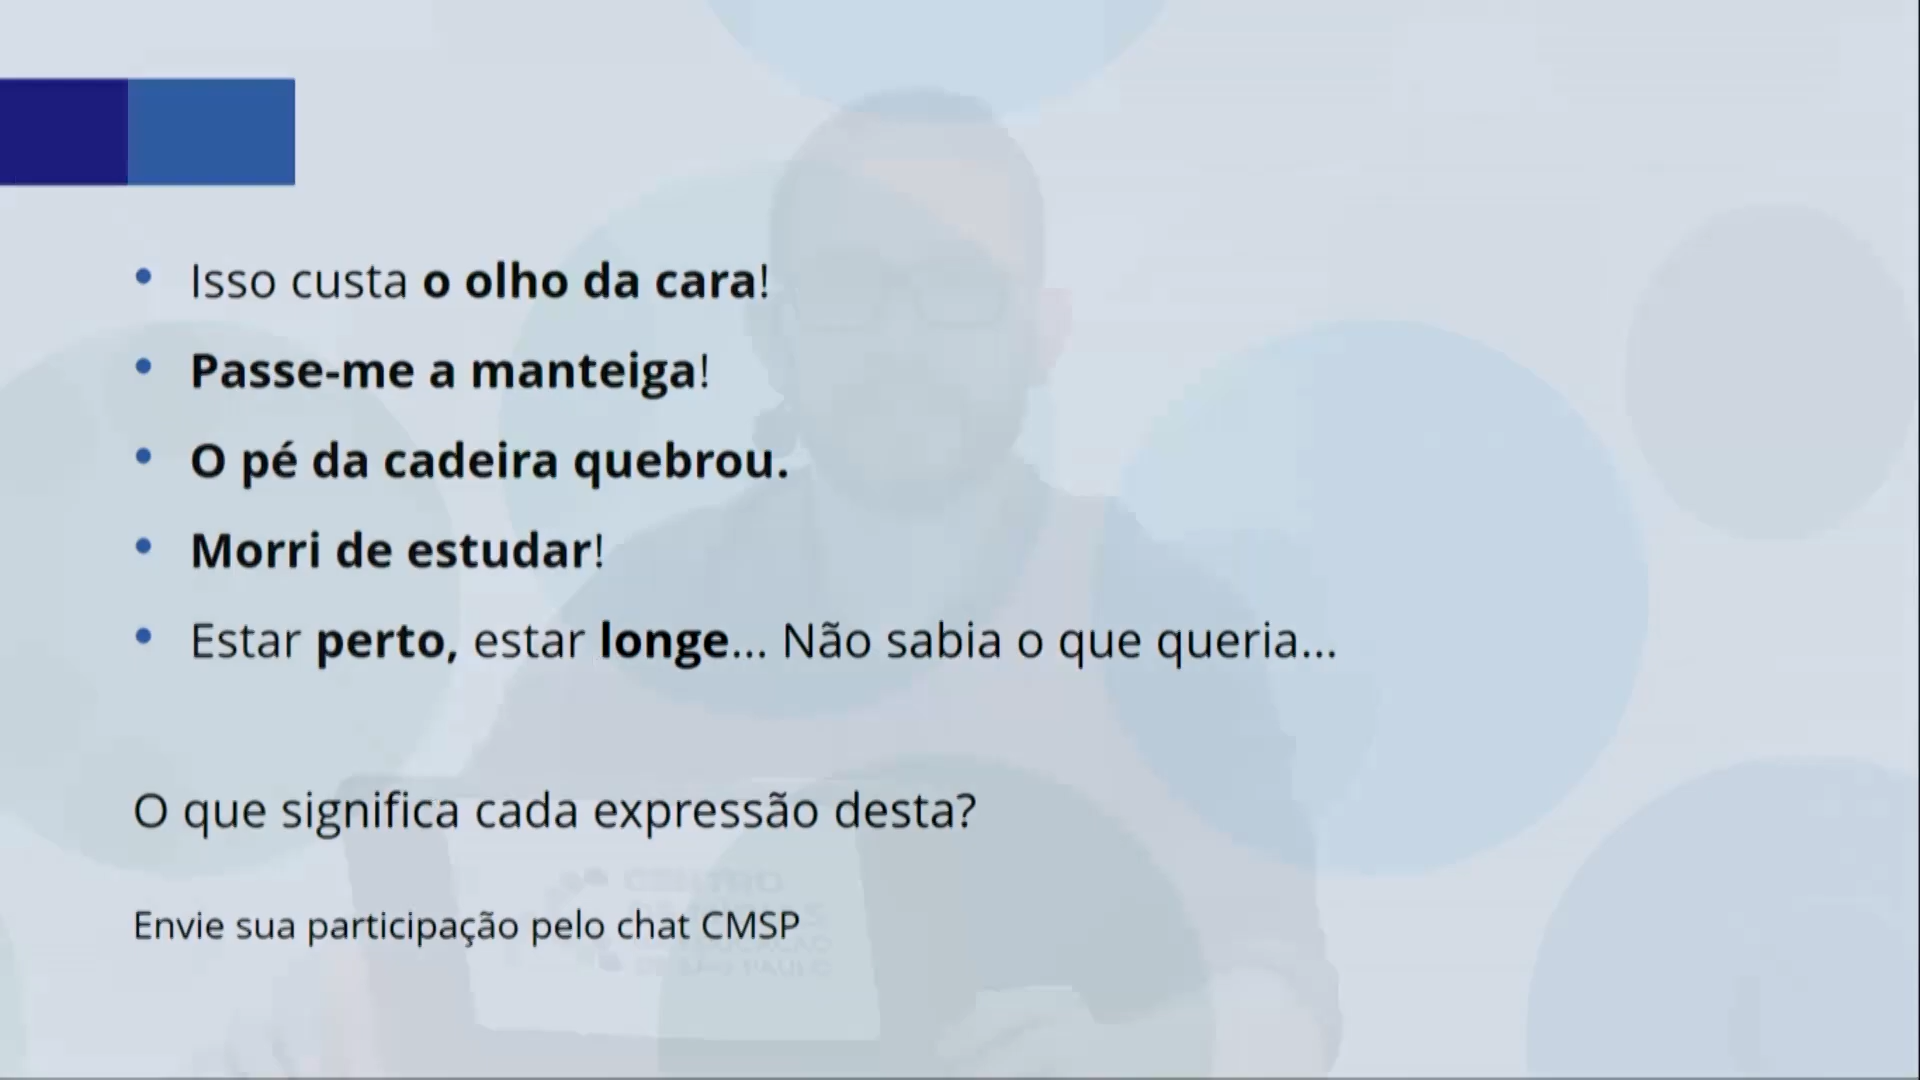 Isso custa o olho da cara!
Passe-me a manteiga!
O pé da cadeira quebrou.
Morri de estudar!
Estar perto, estar longe... Não sabia o que queria...
O que significa cada expressão desta?
Envie sua participação pelo chat CMSP
CENTRO